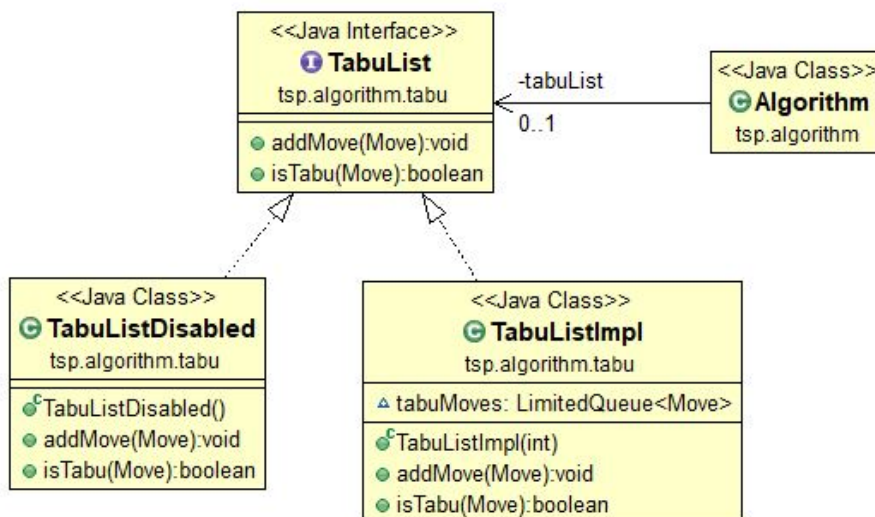 <<Java Interface>>
TabuList
tsp.algorithm.tabu
addMove(Move):void
isTabu(Move):boolean
-tabuList
0..1
<<Java Class>>
Algorithm
tsp.algorithm
<<Java Class>>
TabuListDisabled
tsp.algorithm.tabu
TabuListDisabled()
addMove(Move):void
isTabu(Move):boolean
<<Java Class>>
TabuListImpl
tsp.algorithm.tabu
tabuMoves: LimitedQueue<Move>
TabuListImpl(int)
addMove(Move):void
isTabu(Move):boolean